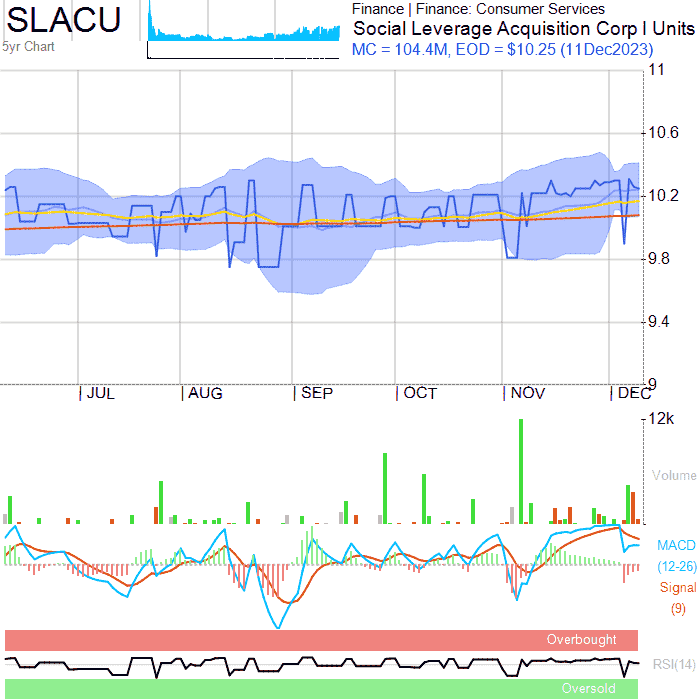 SLACU
5yr Chart
Finance | Finance: Consumer Services
Social Leverage Acquisition Corp I Units
MC = 104.4M, EOD = $10.25 (11Dec2023)
11
10.6
10.2
9.8
9.4
9
JUL
AUG
SEP
OCT
NOV
DEC
12k
Volume
MACD
(12-26)
Signal
(9)
Overbought
RSI(14)
Oversold